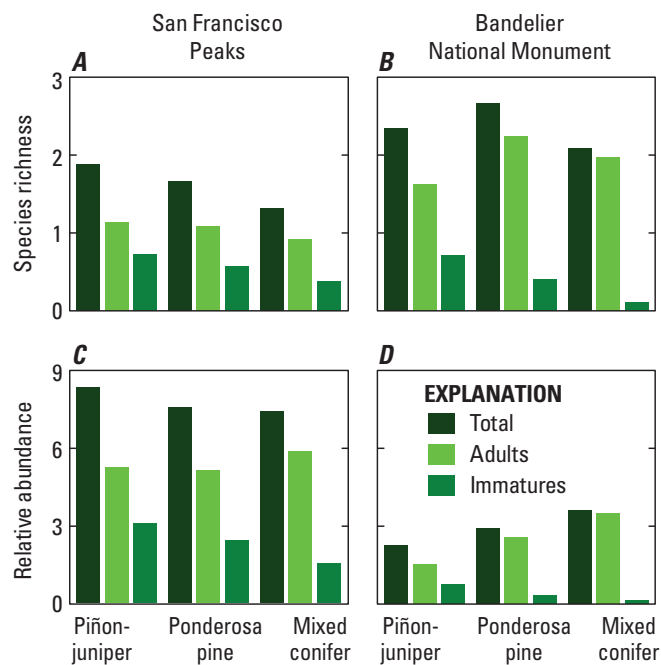 San Francisco
Peaks
Bandelier
National Monument
A
B
Species richness
3
2
1
0
C
D
Relative abundance
9
6
3
0
EXPLANATION
Total
Adults
Immatures
Piñon-
juniper
Ponderosa
pine
Mixed
conifer
Piñon-
juniper
Ponderosa
pine
Mixed
conifer